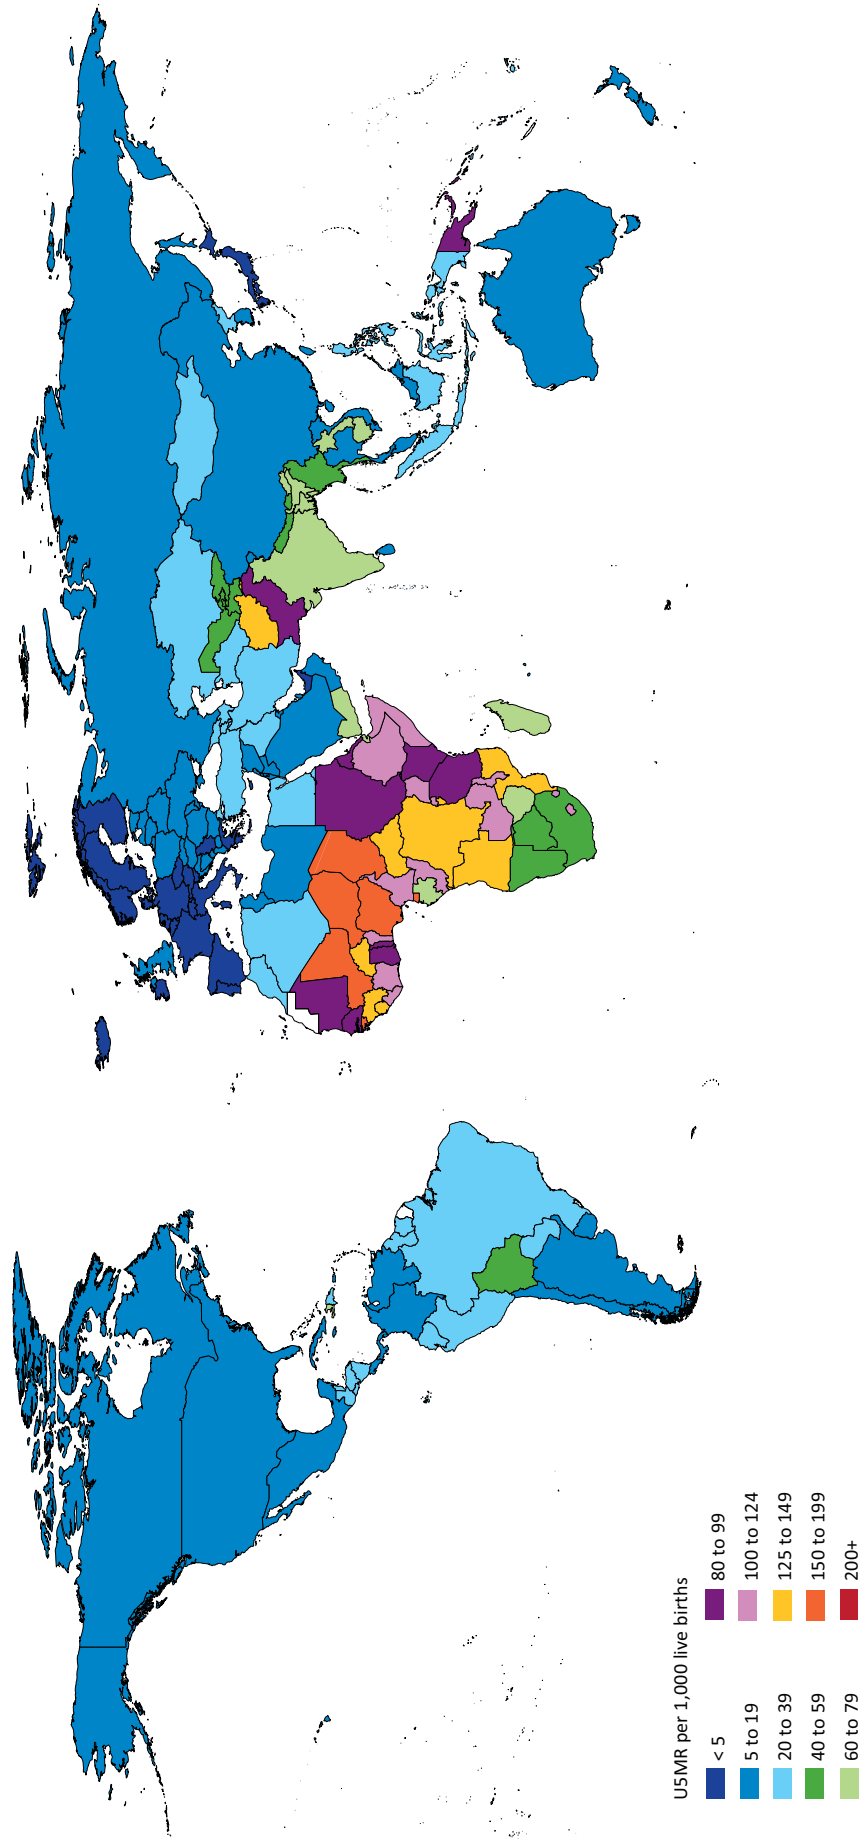 U5MR per 1,000 live births
< 5
5 to 19
20 to 39
40 to 59
60 to 79
80 to 99
100 to 124
125 to 149
150 to 199
200+